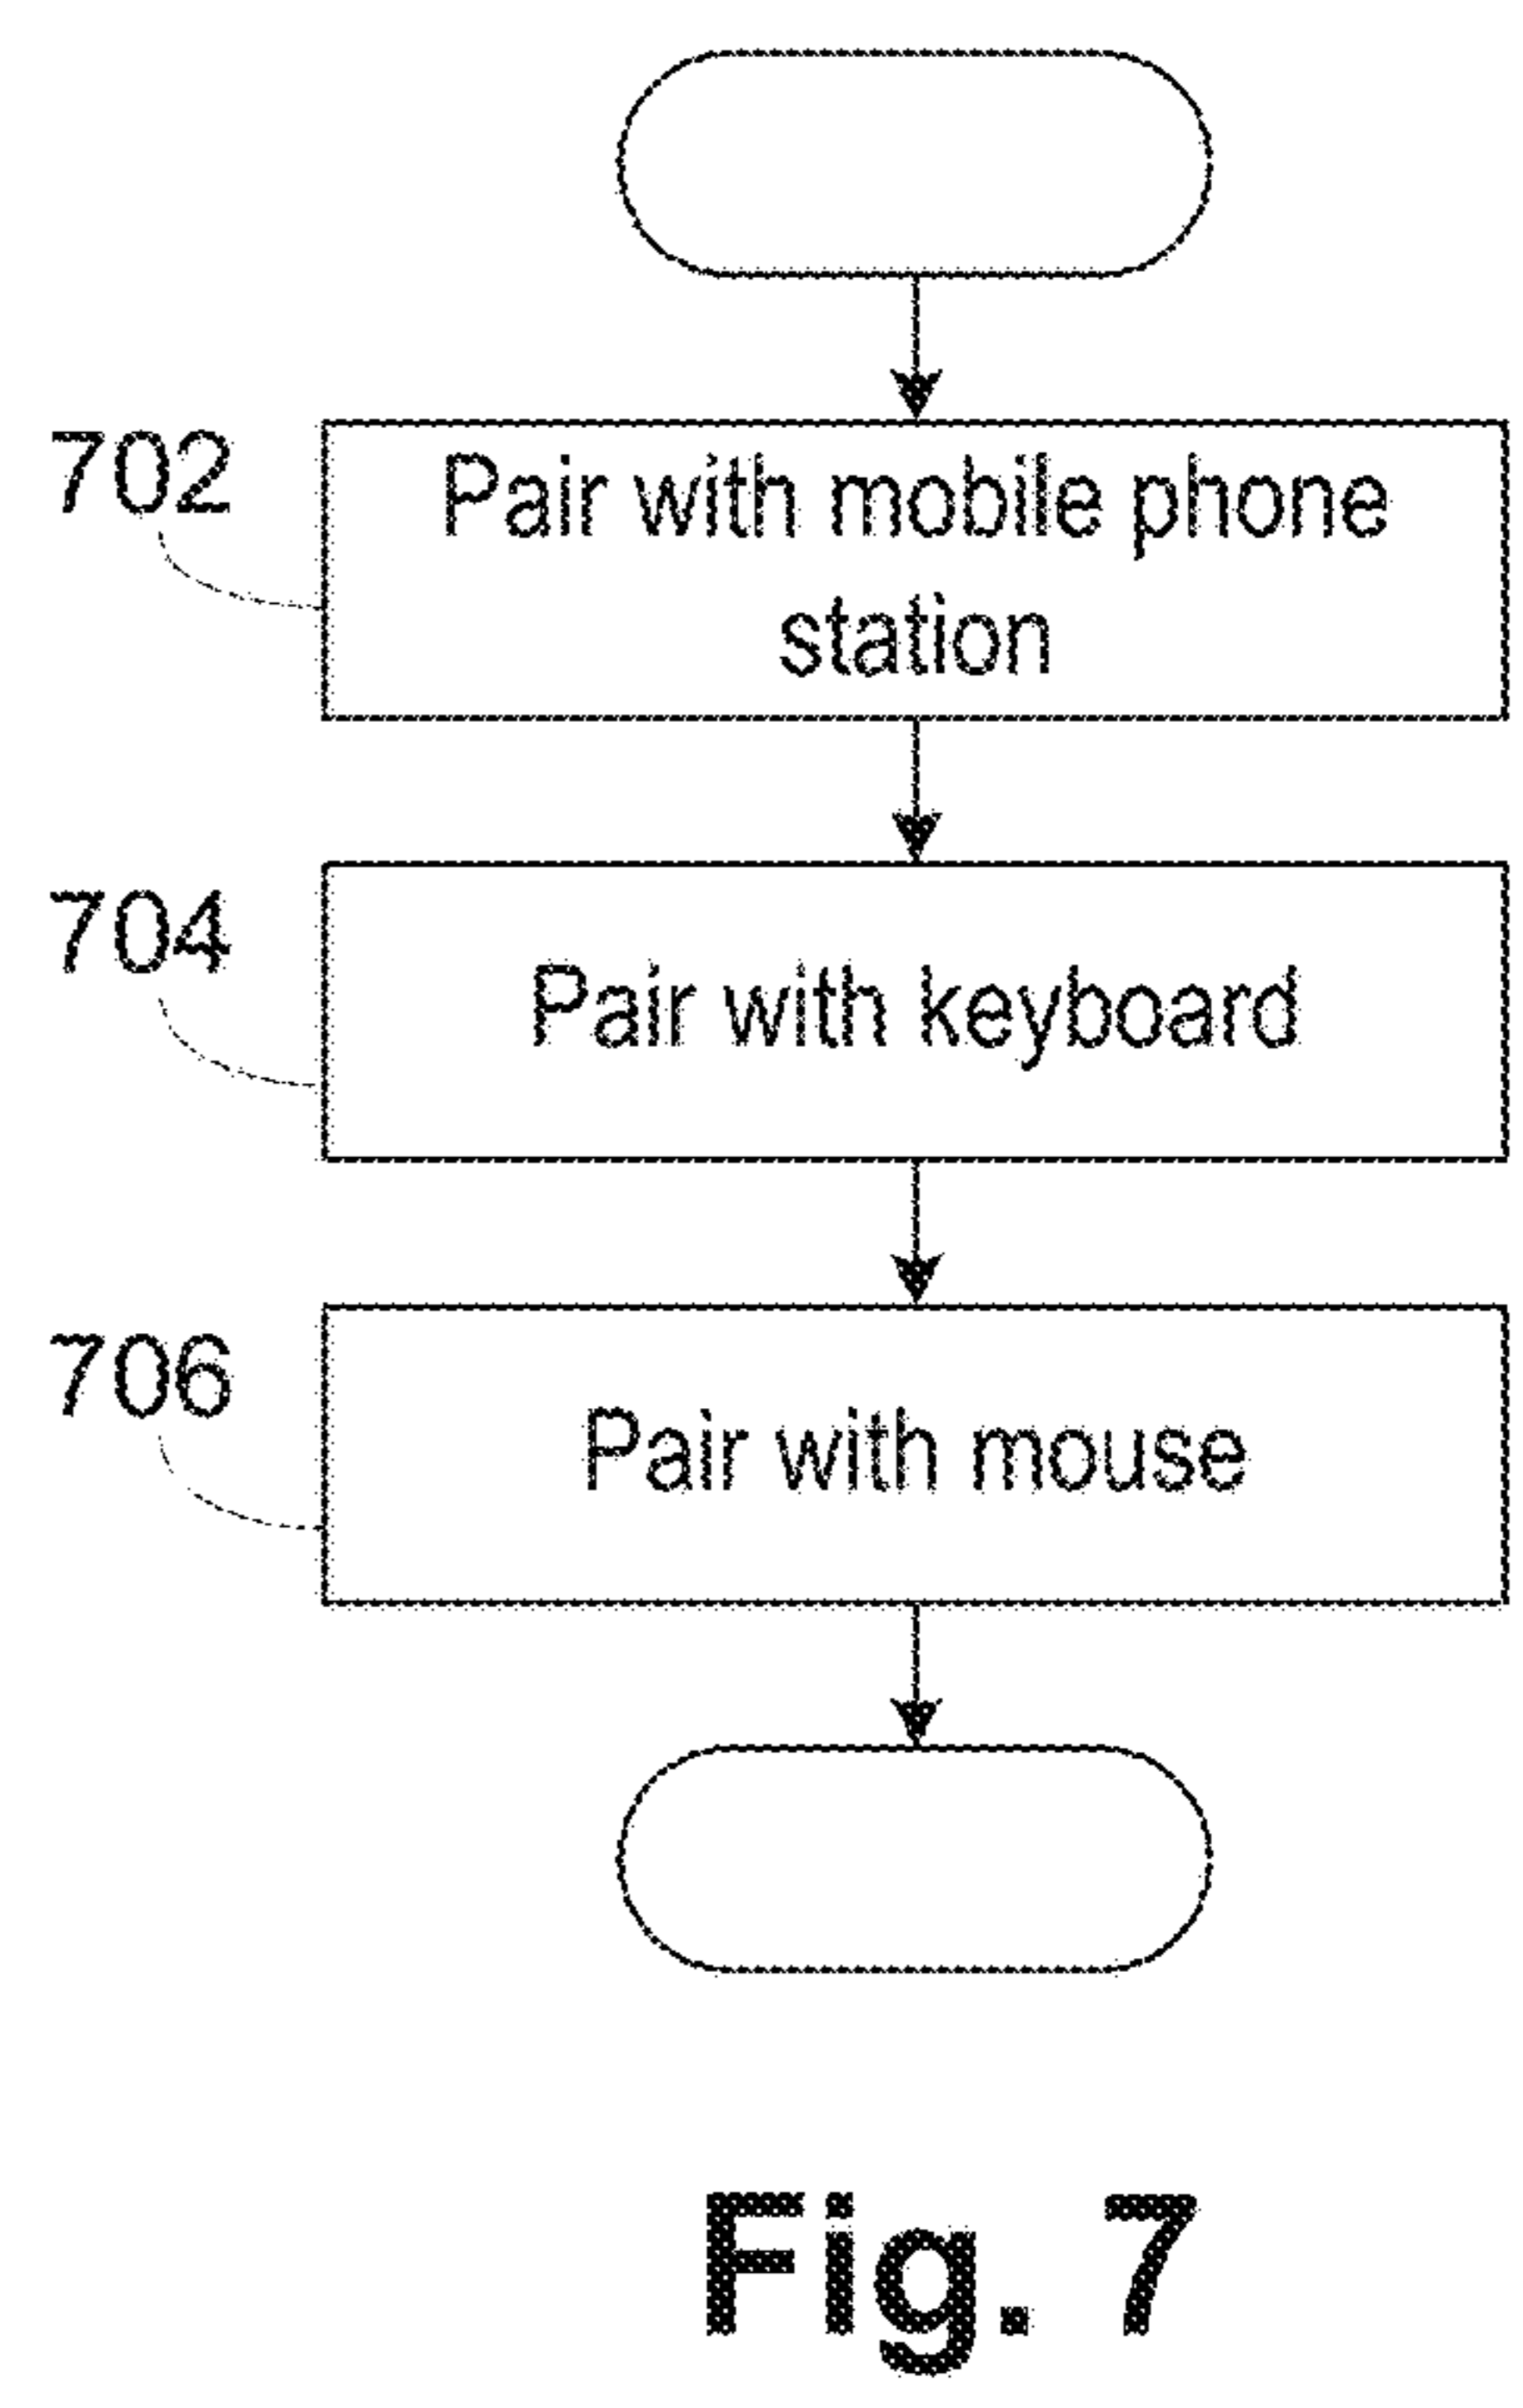 702
Pair with mobile phone
station
704
Pair with keyboard
706
Pair with mouse
Fig. 7